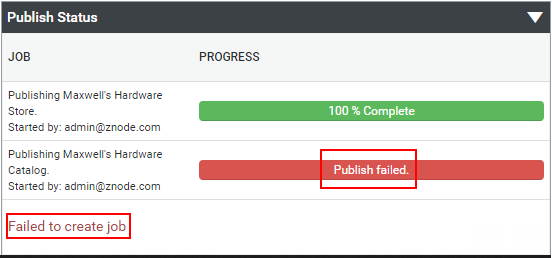 Publish Status
JOB PROGRESS
Publishing Maxwell's Hardware
Store.
Started by: admin@znode.com
100 % Complete
Publishing Maxwell's Hardware
Catalog.
Started by: admin@znode.com
Publish failed.
Failed to create job